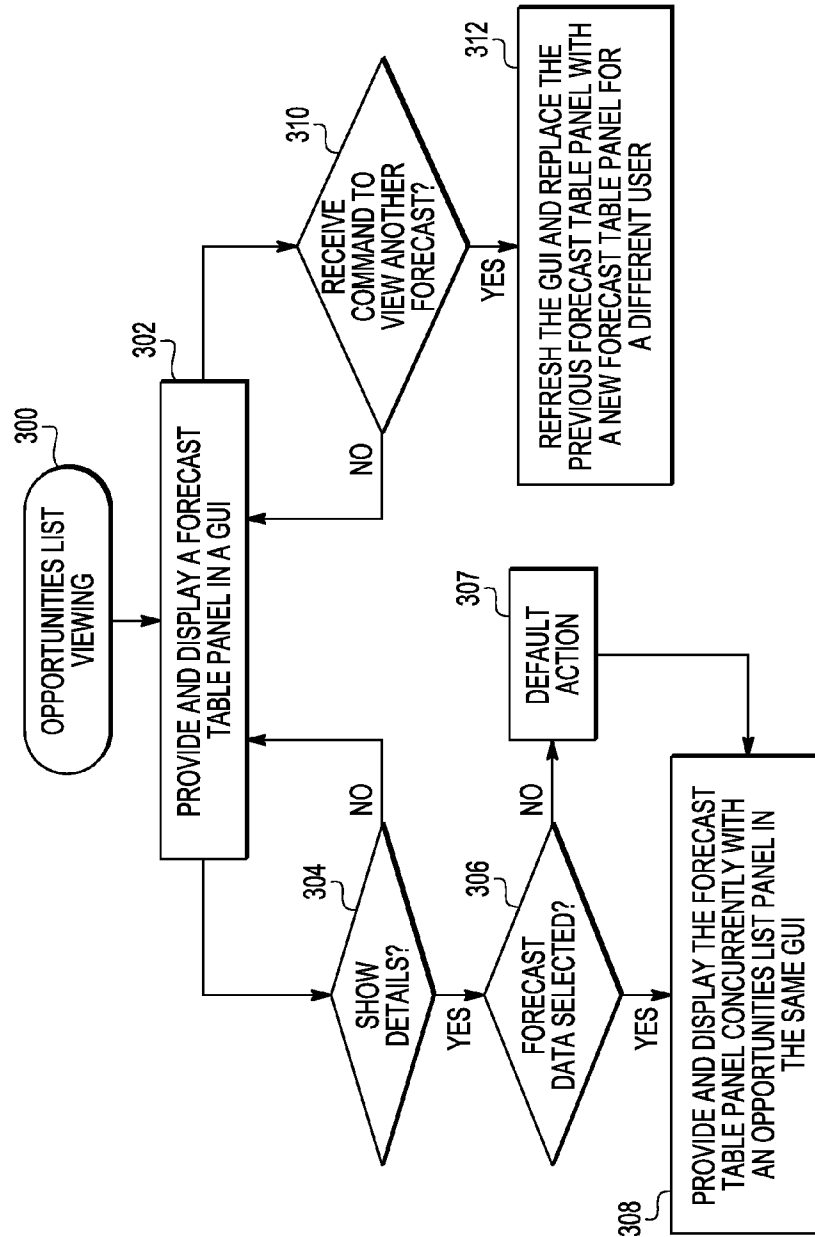 300
OPPORTUNITIES LIST
VIEWING
302
PROVIDE AND DISPLAY A FORECAST
TABLE PANEL IN A GUI
304
SHOW
DETAILS?
NO
YES
306
FORECAST
DATA SELECTED?
NO
YES
307
DEFAULT
ACTION
308
PROVIDE AND DISPLAY THE FORECAST
TABLE PANEL CONCURRENTLY WITH
AN OPPORTUNITIES LIST PANEL IN
THE SAME GUI
310
RECEIVE
COMMAND TO
VIEW ANOTHER
FORECAST?
NO
YES
312
REFRESH THE GUI AND REPLACE THE
PREVIOUS FORECAST TABLE PANEL WITH
A NEW FORECAST TABLE PANEL FOR
A DIFFERENT USER